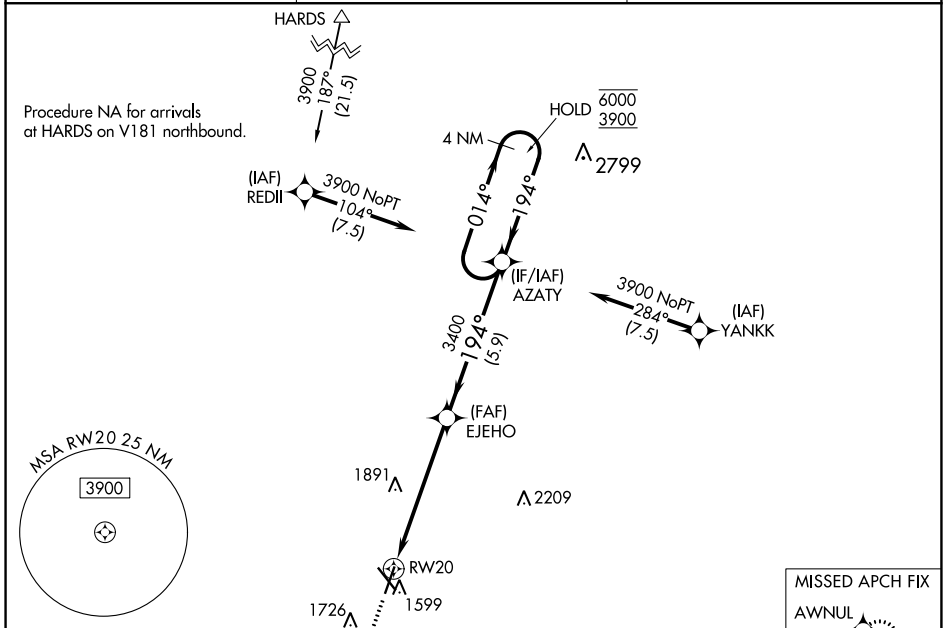 HARDS
3900
187°
(21.5)
Procedure NA for arrivals
at HARDS on V181 northbound.
HOLD
6000
3900
4 NM
2799
(IAF)
REDII
3900 NoPT
104°
(7.5)
014°
194°
(IF/IAF)
AZATY
3900 NoPT
284°
(7.5)
(IAF)
YANKK
3400
194°
(5.9)
(FAF)
EJEHO
MSA RW20 25 NM
3900
1891
2209
RW20
1599
1726
MISSED APCH FIX
AWNUL